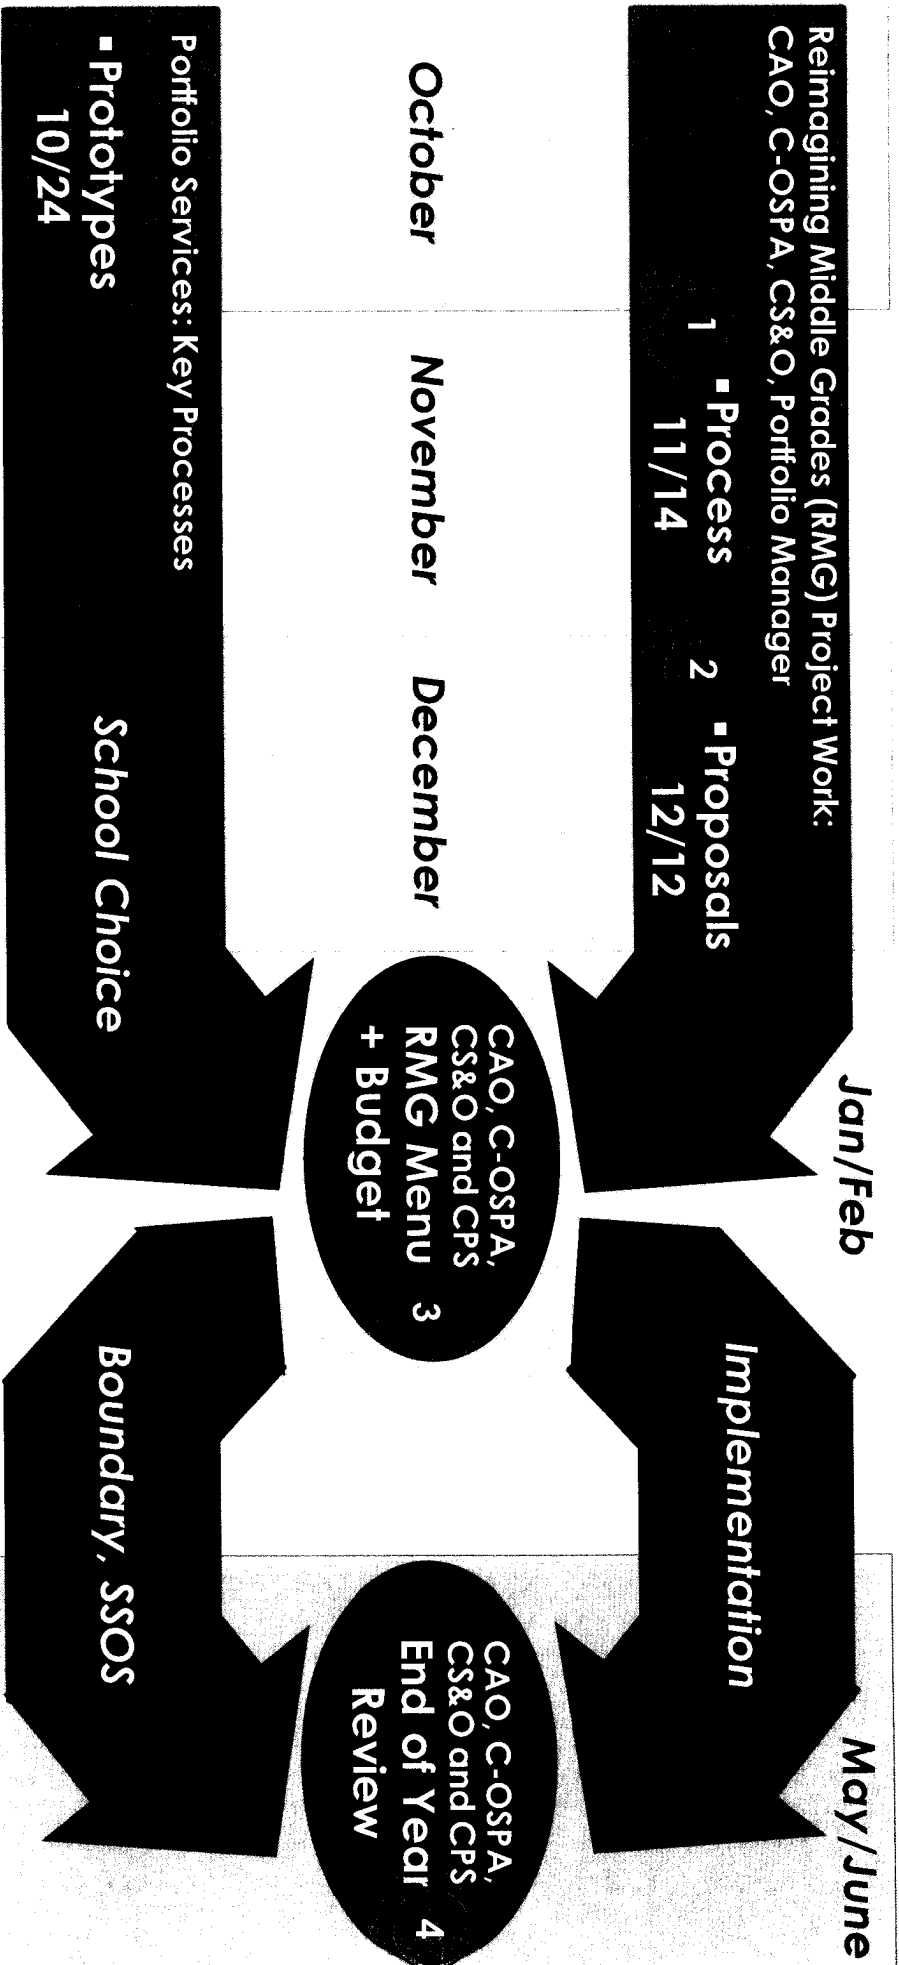 Reimagining Middle Grades (RMG) Project Work:
CAO, C-OSPA, CS&O, Portfolio Manager
1
▪ Process
11/14
2
▪ Proposals
12/12
October
November
December
Jan/Feb
May/June
CAO, C-OSPA,
CS&O and CPS
RMG Menu 3
+ Budget
Implementation
CAO, C-OSPA,
CS&O and CPS
End of Year 4
Review
Portfolio Services: Key Processes
▪ Prototypes
10/24
School Choice
Boundary, SSOS